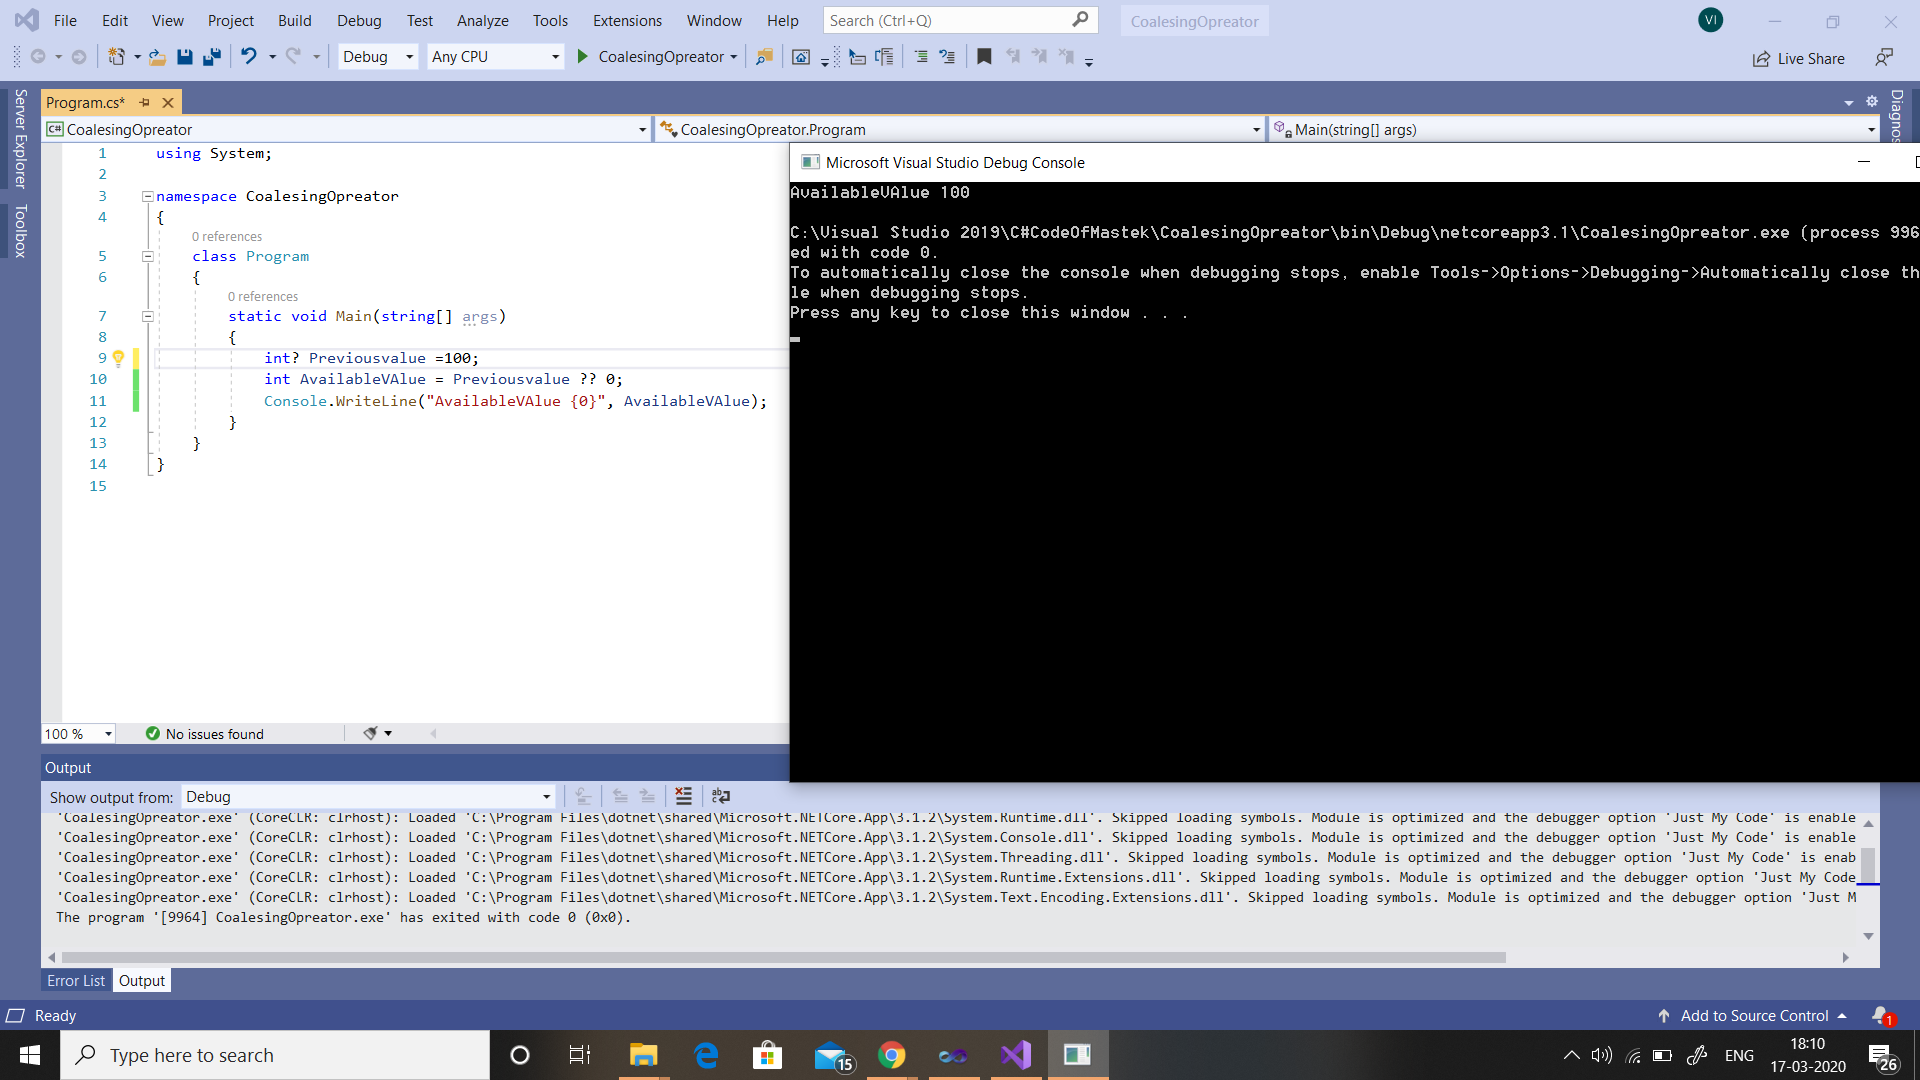 File Edit View Project Build Debug Test Analyze Tools Extensions Window Help Search (Ctrl+Q) CoalesingOpreator VI
Debug Any CPU CoalesingOpreator Live Share
Server Explorer
Toolbox
Program.cs*
Diagnos
C# CoalesingOpreator CoalesingOpreator.Program Main(string[] args)
1 using System;
2
3 namespace CoalesingOpreator
4 {
0 references
5 class Program
6 {
0 references
7 static void Main(string[] args)
8 {
9 int? Previousvalue =100;
10 int AvailableVAlue = Previousvalue ?? 0;
11 Console.WriteLine("AvailableVAlue {0}", AvailableVAlue);
12 }
13 }
14 }
15
Microsoft Visual Studio Debug Console
AvailableVAlue 100
C:\Visual Studio 2019\C#CodeOfMastek\CoalesingOpreator\bin\Debug\netcoreapp3.1\CoalesingOpreator.exe (process 996
ed with code 0.
To automatically close the console when debugging stops, enable Tools->Options->Debugging->Automatically close th
le when debugging stops.
Press any key to close this window . . .
100 % No issues found
Output
Show output from: Debug
'CoalesingOpreator.exe' (CoreCLR: clrhost): Loaded 'C:\Program Files\dotnet\shared\Microsoft.NETCore.App\3.1.2\System.Runtime.dll'. Skipped loading symbols. Module is optimized and the debugger option 'Just My Code' is enable
'CoalesingOpreator.exe' (CoreCLR: clrhost): Loaded 'C:\Program Files\dotnet\shared\Microsoft.NETCore.App\3.1.2\System.Console.dll'. Skipped loading symbols. Module is optimized and the debugger option 'Just My Code' is enable
'CoalesingOpreator.exe' (CoreCLR: clrhost): Loaded 'C:\Program Files\dotnet\shared\Microsoft.NETCore.App\3.1.2\System.Threading.dll'. Skipped loading symbols. Module is optimized and the debugger option 'Just My Code' is enab
'CoalesingOpreator.exe' (CoreCLR: clrhost): Loaded 'C:\Program Files\dotnet\shared\Microsoft.NETCore.App\3.1.2\System.Runtime.Extensions.dll'. Skipped loading symbols. Module is optimized and the debugger option 'Just My Code
'CoalesingOpreator.exe' (CoreCLR: clrhost): Loaded 'C:\Program Files\dotnet\shared\Microsoft.NETCore.App\3.1.2\System.Text.Encoding.Extensions.dll'. Skipped loading symbols. Module is optimized and the debugger option 'Just M
The program '[9964] CoalesingOpreator.exe' has exited with code 0 (0x0).
Error List Output
Ready Add to Source Control 1
Type here to search 15 ENG 18:10
17-03-2020 26